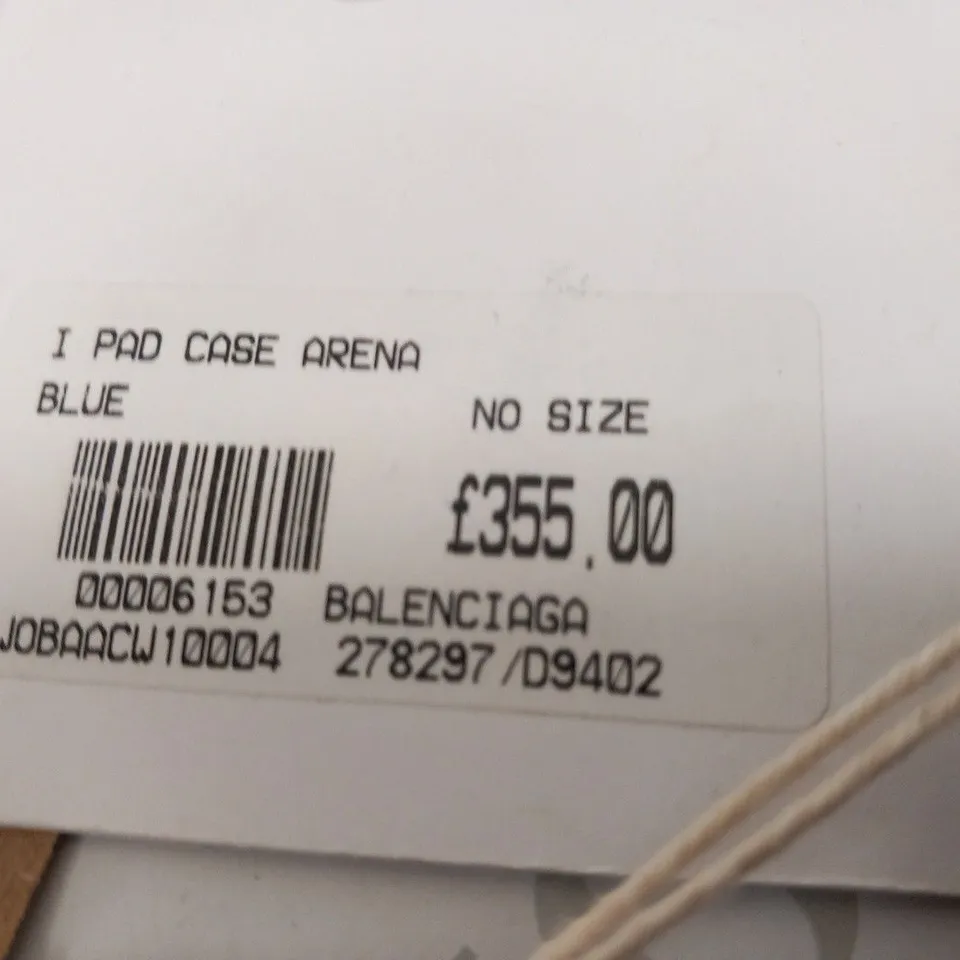 I PAD CASE ARENA
BLUE NO SIZE
£355.00
00006153 BALENCIAGA
JOBAACW10004 278297/D9402